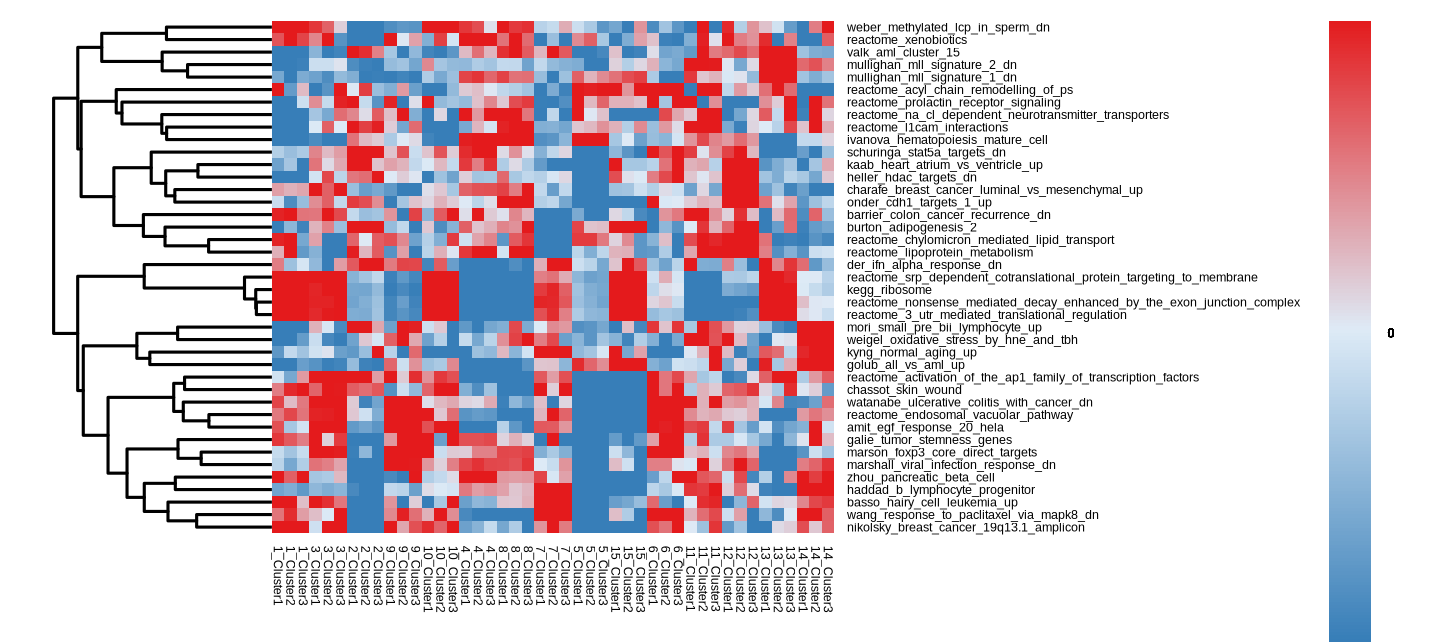 weber_methylated_lcp_in_sperm_dn
reactome_xenobiotics
valk_aml_cluster_15
mullighan_mll_signature_2_dn
mullighan_mll_signature_1_dn
reactome_acyl_chain_remodelling_of_ps
reactome_prolactin_receptor_signaling
reactome_na_cl_dependent_neurotransmitter_transporters
reactome_l1cam_interactions
ivanova_hematopoiesis_mature_cell
schuringa_stat5a_targets_dn
kaab_heart_atrium_vs_ventricle_up
heller_hdac_targets_dn
charafe_breast_cancer_luminal_vs_mesenchymal_up
onder_cdh1_targets_1_up
barrier_colon_cancer_recurrence_dn
burton_adipogenesis_2
reactome_chylomicron_mediated_lipid_transport
reactome_lipoprotein_metabolism
der_ifn_alpha_response_dn
reactome_srp_dependent_cotranslational_protein_targeting_to_membrane
kegg_ribosome
reactome_nonsense_mediated_decay_enhanced_by_the_exon_junction_complex
reactome_3_utr_mediated_translational_regulation
mori_small_pre_bii_lymphocyte_up
weigel_oxidative_stress_by_hne_and_tbh
kyng_normal_aging_up
golub_all_vs_aml_up
reactome_activation_of_the_ap1_family_of_transcription_factors
chassot_skin_wound
watanabe_ulcerative_colitis_with_cancer_dn
reactome_endosomal_vacuolar_pathway
amit_egf_response_20_hela
galie_tumor_stemness_genes
marson_foxp3_core_direct_targets
marshall_viral_infection_response_dn
zhou_pancreatic_beta_cell
haddad_b_lymphocyte_progenitor
basso_hairy_cell_leukemia_up
wang_response_to_paclitaxel_via_mapk8_dn
nikolsky_breast_cancer_19q13.1_amplicon
0
1_Cluster1
1_Cluster2
1_Cluster3
3_Cluster1
3_Cluster2
3_Cluster3
2_Cluster1
2_Cluster2
2_Cluster3
9_Cluster1
9_Cluster2
9_Cluster3
10_Cluster1
10_Cluster2
10_Cluster3
4_Cluster1
4_Cluster2
4_Cluster3
8_Cluster1
8_Cluster2
8_Cluster3
7_Cluster1
7_Cluster2
7_Cluster3
5_Cluster1
5_Cluster2
5_Cluster3
15_Cluster1
15_Cluster2
15_Cluster3
6_Cluster1
6_Cluster2
6_Cluster3
11_Cluster1
11_Cluster2
11_Cluster3
12_Cluster1
12_Cluster2
12_Cluster3
13_Cluster1
13_Cluster2
13_Cluster3
14_Cluster1
14_Cluster2
14_Cluster3